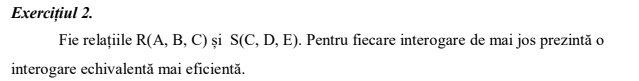 Exercițiul 2.
Fie relațiile R(A, B, C) și S(C, D, E). Pentru fiecare interogare de mai jos prezintă o
interogare echivalentă mai eficientă.